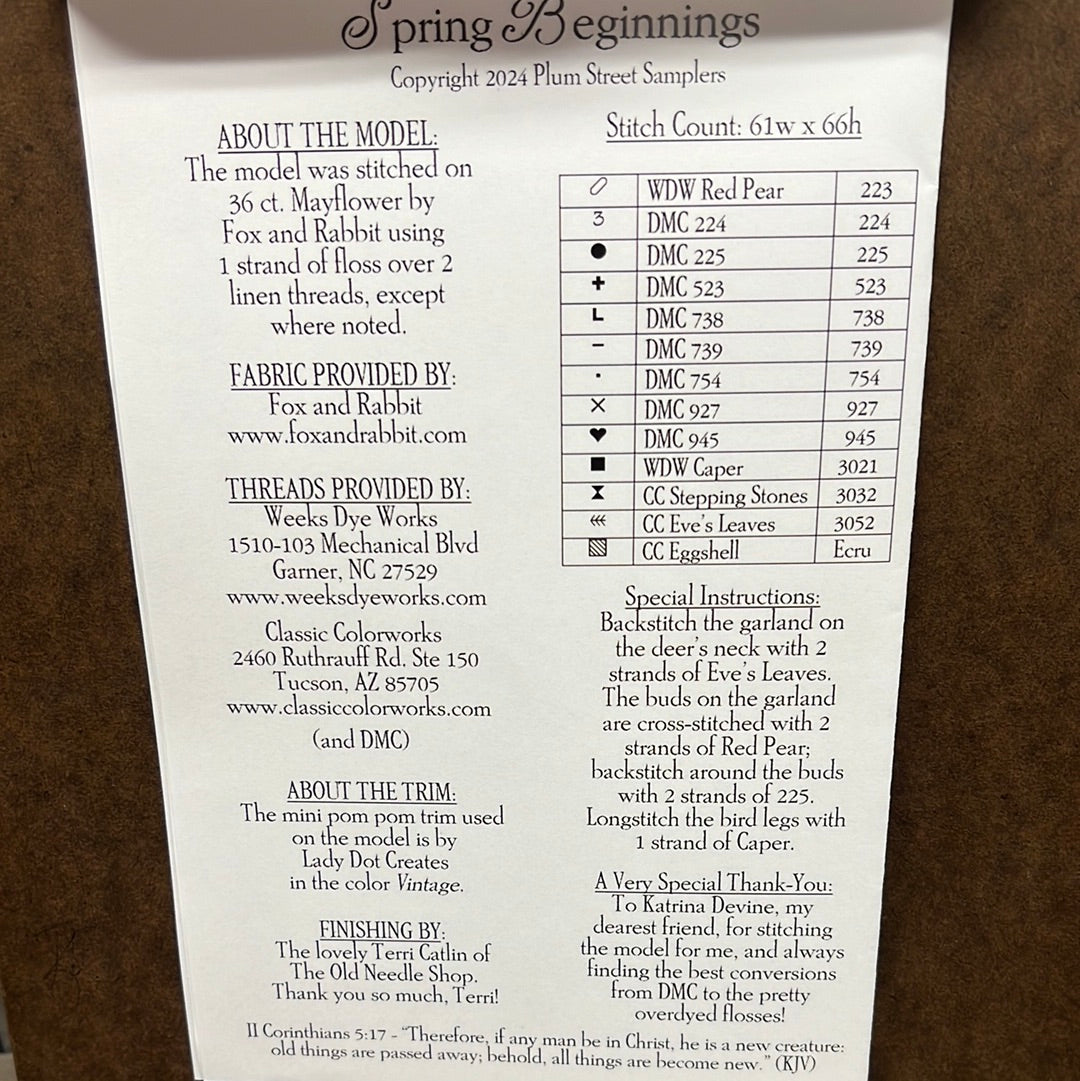 Spring Beginnings
Copyright 2024 Plum Street Samplers
ABOUT THE MODEL:
The model was stitched on
36 ct. Mayflower by
Fox and Rabbit using
1 strand of floss over 2
linen threads, except
where noted.
FABRIC PROVIDED BY:
Fox and Rabbit
www.foxandrabbit.com
THREADS PROVIDED BY:
Weeks Dye Works
1510-103 Mechanical Blvd
Garner, NC 27529
www.weeksdyeworks.com
Classic Colorworks
2460 Ruthrauff Rd. Ste 150
Tucson, AZ 85705
www.classiccolorworks.com
(and DMC)
ABOUT THE TRIM:
The mini pom pom trim used
on the model is by
Lady Dot Creates
in the color Vintage.
FINISHING BY:
The lovely Terri Catlin of
The Old Needle Shop.
Thank you so much, Terri!
Stitch Count: 61w x 66h
WDW Red Pear 223
3 DMC 224 224
● DMC 225 225
+ DMC 523 523
L DMC 738 738
– DMC 739 739
· DMC 754 754
× DMC 927 927
♥ DMC 945 945
■ WDW Caper 3021
⧗ CC Stepping Stones 3032
CC Eve's Leaves 3052
▧ CC Eggshell Ecru
Special Instructions:
Backstitch the garland on
the deer's neck with 2
strands of Eve's Leaves.
The buds on the garland
are cross-stitched with 2
strands of Red Pear;
backstitch around the buds
with 2 strands of 225.
Longstitch the bird legs with
1 strand of Caper.
A Very Special Thank-You:
To Katrina Devine, my
dearest friend, for stitching
the model for me, and always
finding the best conversions
from DMC to the pretty
overdyed flosses!
II Corinthians 5:17 - "Therefore, if any man be in Christ, he is a new creature:
old things are passed away; behold, all things are become new." (KJV)